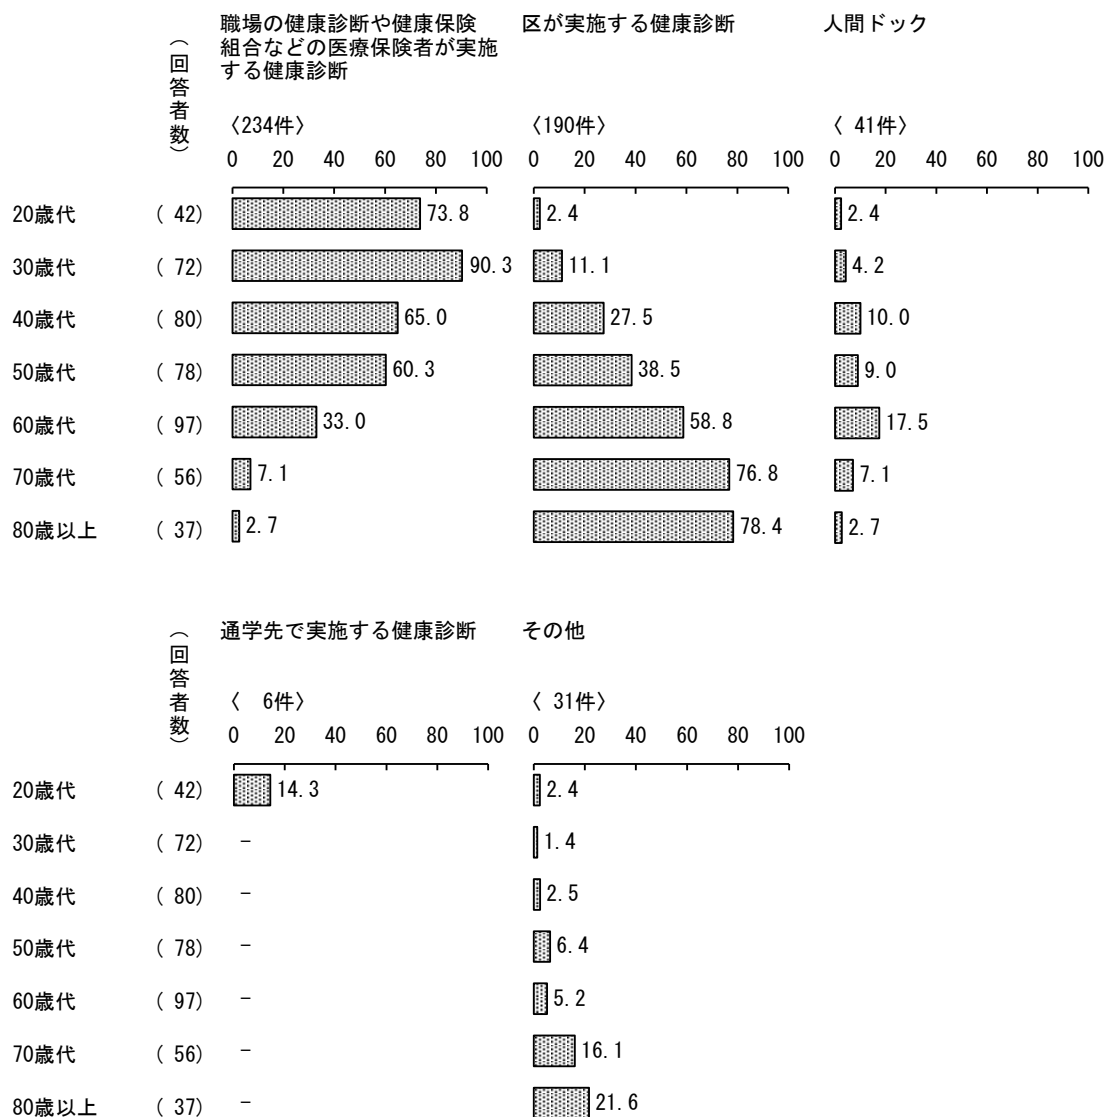 （回答者数）
職場の健康診断や健康保険
組合などの医療保険者が実施
する健康診断
区が実施する健康診断
人間ドック
〈234件〉 〈190件〉 〈 41件〉
0 20 40 60 80 100 0 20 40 60 80 100 0 20 40 60 80 100
20歳代 ( 42) 73.8 2.4 2.4
30歳代 ( 72) 90.3 11.1 4.2
40歳代 ( 80) 65.0 27.5 10.0
50歳代 ( 78) 60.3 38.5 9.0
60歳代 ( 97) 33.0 58.8 17.5
70歳代 ( 56) 7.1 76.8 7.1
80歳以上 ( 37) 2.7 78.4 2.7
（回答者数）
通学先で実施する健康診断 その他
〈 6件〉 〈 31件〉
0 20 40 60 80 100 0 20 40 60 80 100
20歳代 ( 42) 14.3 2.4
30歳代 ( 72) － 1.4
40歳代 ( 80) － 2.5
50歳代 ( 78) － 6.4
60歳代 ( 97) － 5.2
70歳代 ( 56) － 16.1
80歳以上 ( 37) － 21.6